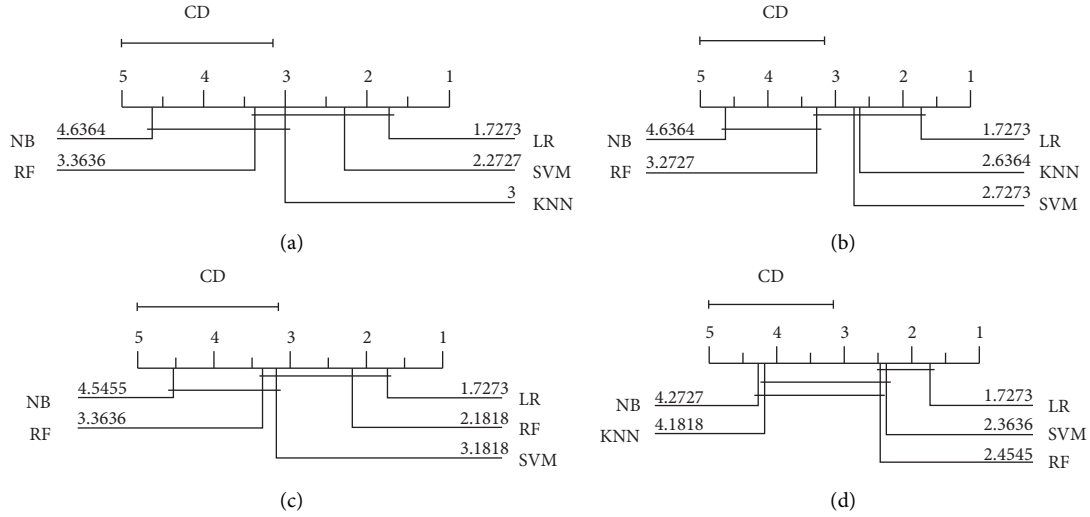 CD
5 4 3 2 1
NB 4.6364 1.7273 LR
RF 3.3636 2.2727 SVM
3 KNN
(a)
CD
5 4 3 2 1
NB 4.6364 1.7273 LR
RF 3.2727 2.6364 KNN
2.7273 SVM
(b)
CD
5 4 3 2 1
NB 4.5455 1.7273 LR
RF 3.3636 2.1818 RF
3.1818 SVM
(c)
CD
5 4 3 2 1
NB 4.2727 1.7273 LR
KNN 4.1818 2.3636 SVM
2.4545 RF
(d)